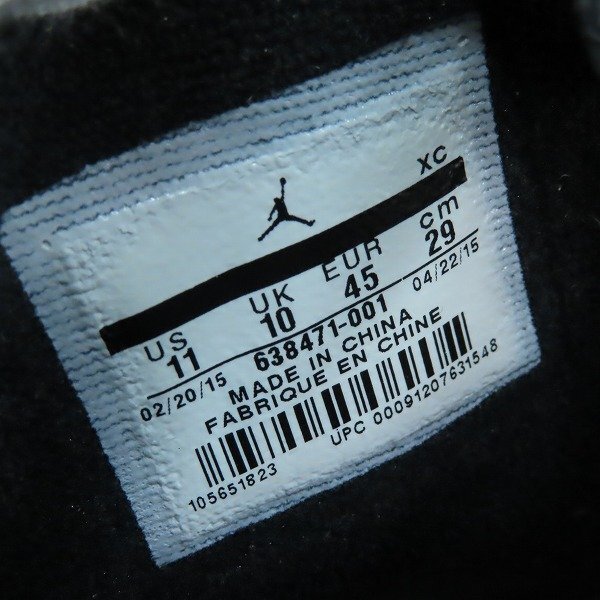 XC
US UK EUR cm
11 10 45 29
02/20/15 638471-001 04/22/15
MADE IN CHINA
FABRIQUE EN CHINE
105651823 UPC 00091207631548